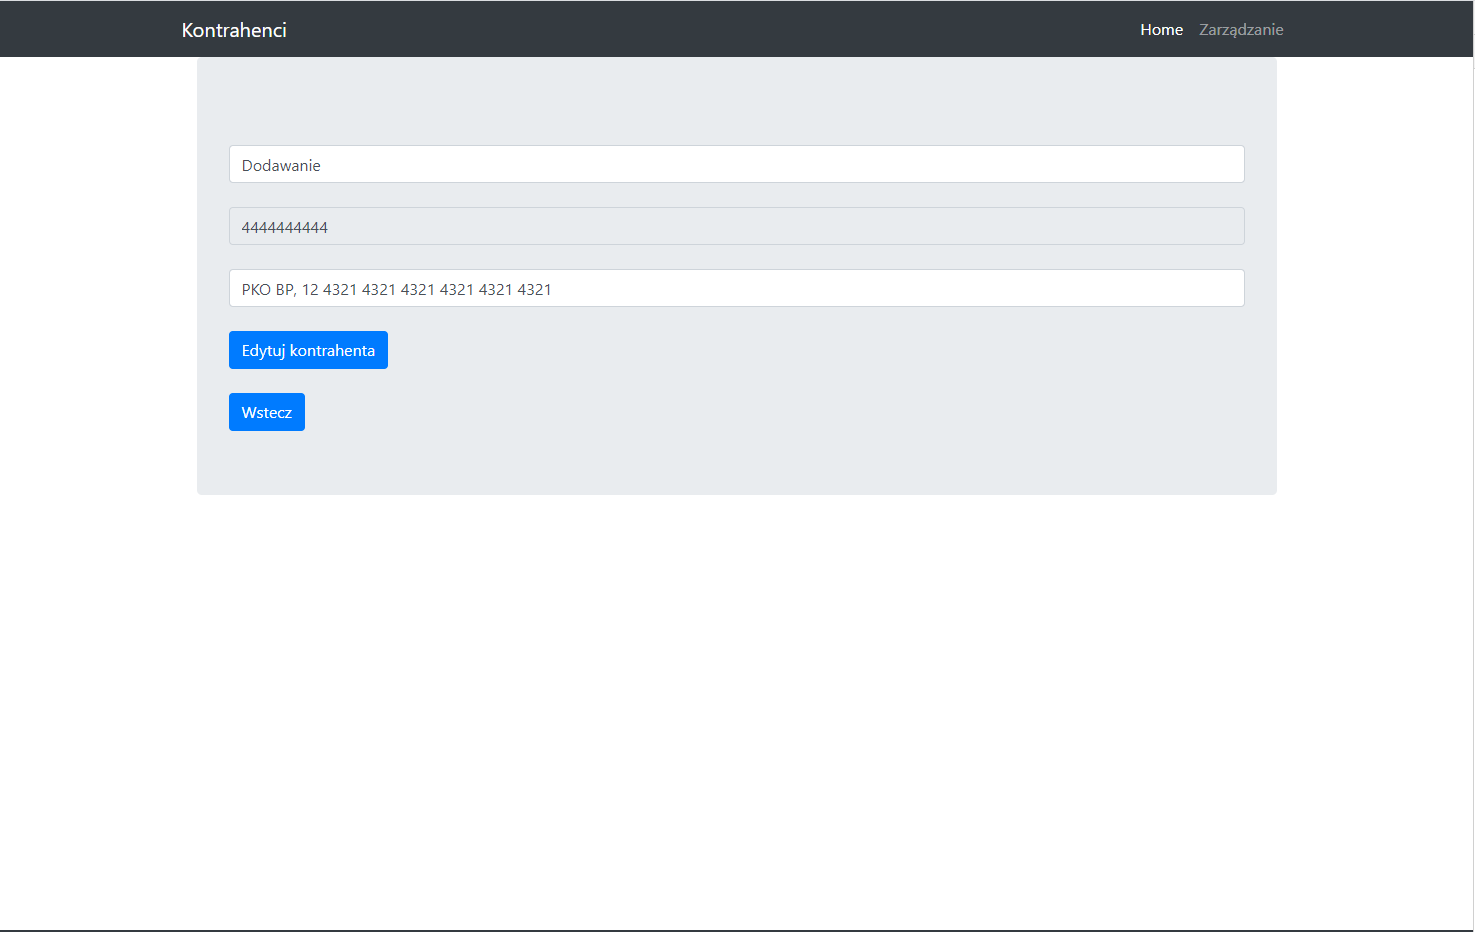 Kontrahenci Home Zarządzanie
Dodawanie
4444444444
PKO BP, 12 4321 4321 4321 4321 4321 4321
Edytuj kontrahenta
Wstecz